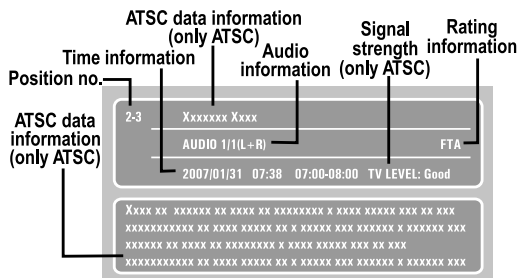 ATSC data information
(only ATSC)
Signal
strength
(only ATSC)
Rating
information
Time information
Audio
information
Position no.
ATSC data
information
(only ATSC)
2-3 Xxxxxxx Xxxx
AUDIO 1/1(L+R) FTA
2007/01/31 07:38 07:00-08:00 TV LEVEL: Good
Xxxx xx xxxxxx xx xxxx xx xxxxxxxx x xxxx xxxxx xxx xx xxx
xxxxxxxxxxx xx xxxx xxxxx xx x xxxxx xxx xxxxxx x xxxxxx xxx
xxxxxx xx xxxx xx xxxxxxxx x xxxx xxxxx xxx xx xxx
xxxxxxxxxxx xx xxxx xxxxx xx x xxxxx xxx xxxxxx x xxxxxx xxx